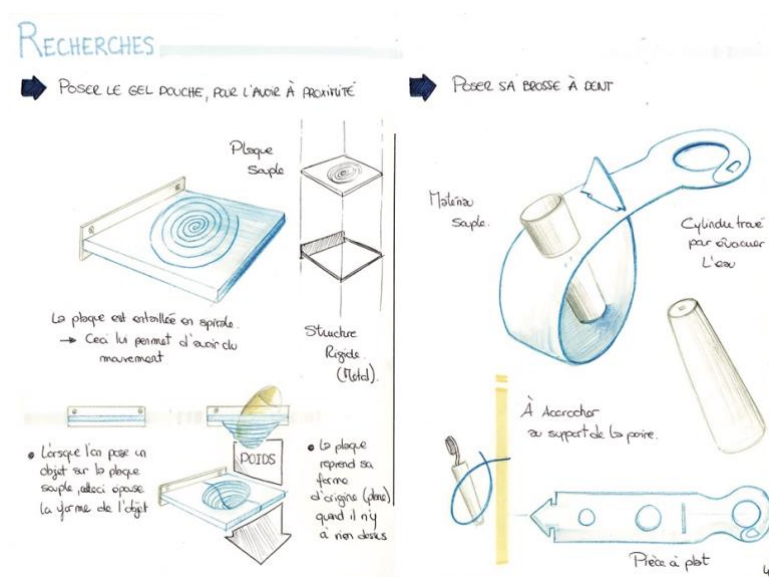 RECHERCHES
POSER LE GEL DOUCHE, POUR L'AVOIR À PROXIMITÉ
Plaque
Souple
La plaque est entaillée en spirale.
→ Ceci lui permet d'avoir du
mouvement
Structure
Rigide.
(Métal).
• Lorsque l'on pose un
objet sur la plaque
souple, celleci épouse
la forme de l'objet
POIDS
• La plaque
reprend sa
forme
d'origine (plane)
quand il n'y
a rien dessus
POSER SA BROSSE À DENT
Matériau
Souple.
Cylindre troué
par évacuer
L'eau
À Accrocher
au support de la poire.
Pièce à plat
4